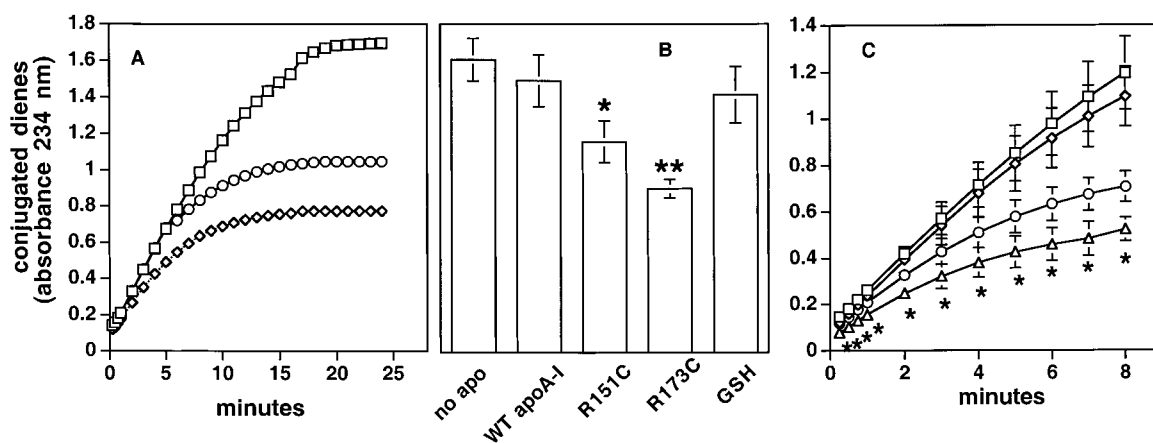 conjugated dienes
(absorbance 234 nm)
1.8
1.6
1.4
1.2
1
0.8
0.6
0.4
0.2
0
A
0 5 10 15 20 25
minutes
B
*
**
no apo
WT apoA-I
R151C
R173C
GSH
C
1.4
1.2
1.0
0.8
0.6
0.4
0.2
0
* * * * * * * * * * *
2 4 6 8
minutes